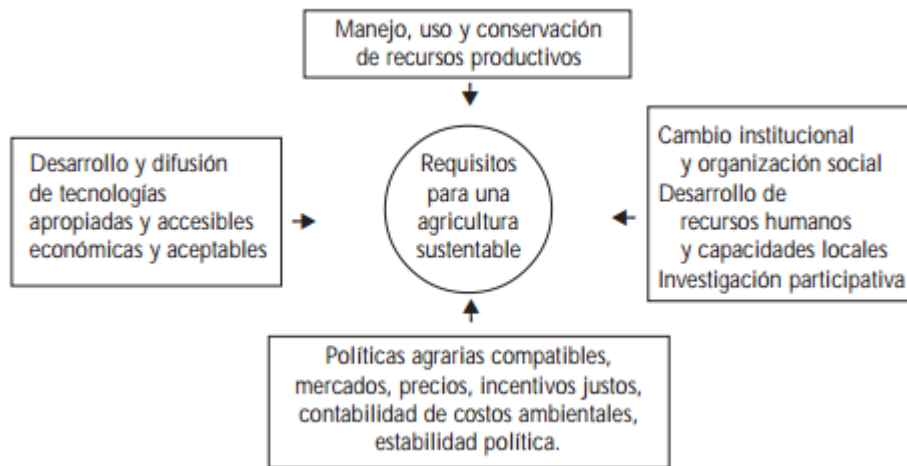 Manejo, uso y conservación
de recursos productivos
Desarrollo y difusión
de tecnologías
apropiadas y accesibles
económicas y aceptables
Requisitos
para una
agricultura
sustentable
Cambio institucional
y organización social
Desarrollo de
recursos humanos
y capacidades locales
Investigación participativa
Políticas agrarias compatibles,
mercados, precios, incentivos justos,
contabilidad de costos ambientales,
estabilidad política.